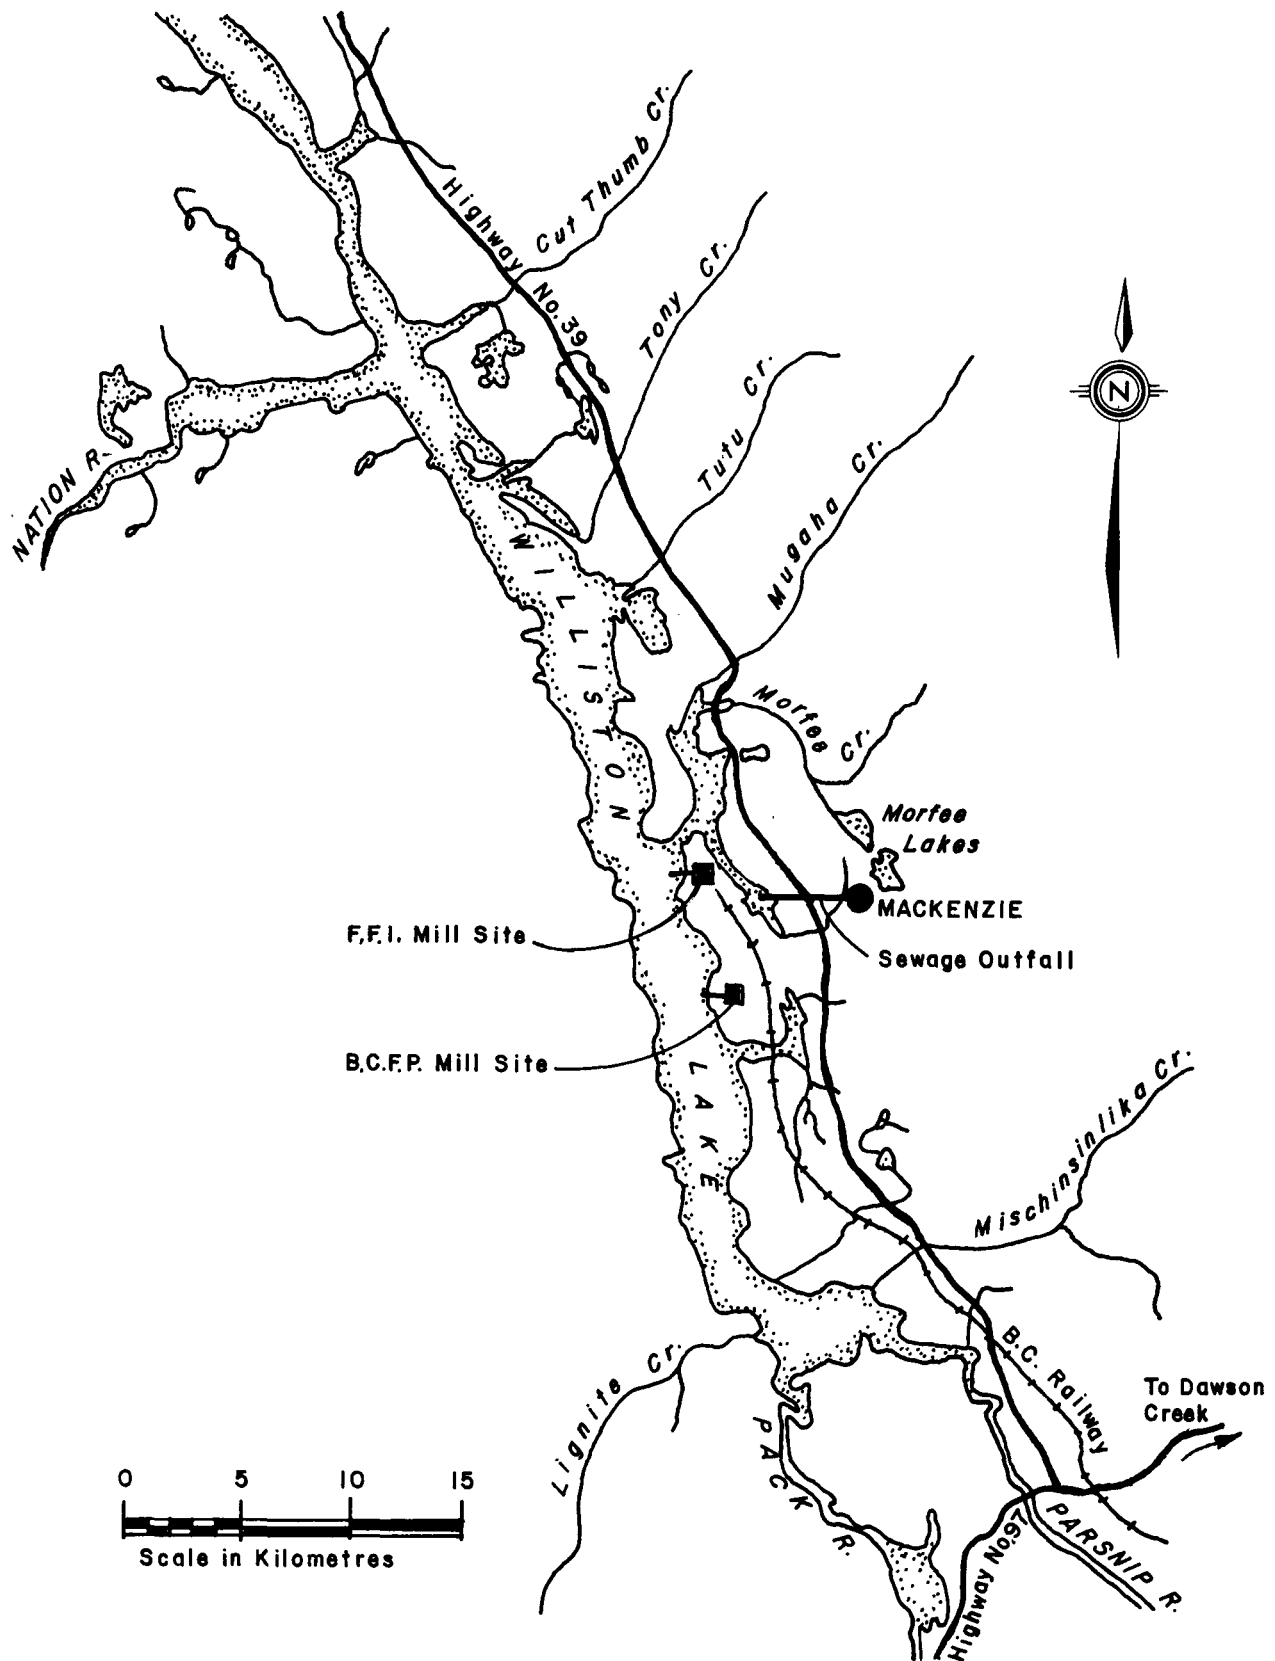 Cut Thumb Cr.
Highway No. 39
Tony Cr.
Tutu Cr.
Mugaha Cr.
N
NATION R.
WILLISTON
LAKE
Morfee Cr.
Morfee
Lakes
MACKENZIE
F.F.I. Mill Site
Sewage Outfall
B.C.F.P. Mill Site
Mischinsinlika Cr.
B.C. Railway
Lignite Cr.
To Dawson
Creek
PACK R.
0 5 10 15
Scale in Kilometres
Highway No.97
PARSNIP R.